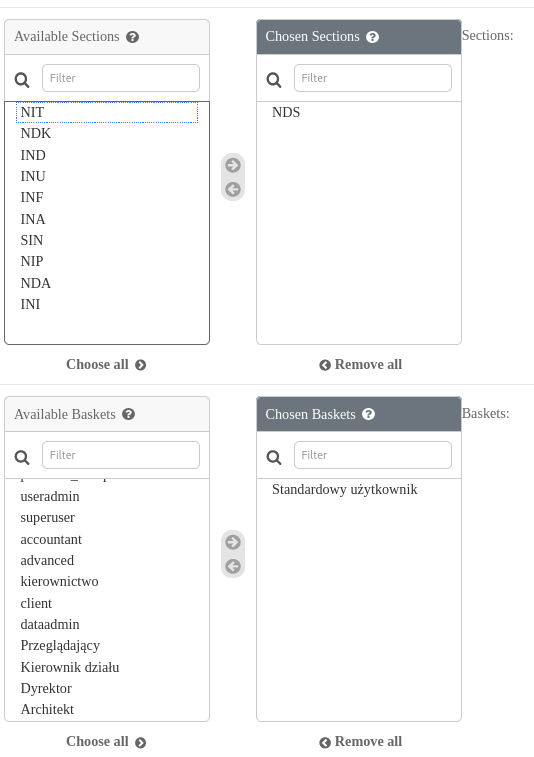 Available Sections
Filter
NIT
NDK
IND
INU
INF
INA
SIN
NIP
NDA
INI
Choose all
Chosen Sections
Filter
NDS
Remove all
Sections:
Available Baskets
Filter
useradmin
superuser
accountant
advanced
kierownictwo
client
dataadmin
Przeglądający
Kierownik działu
Dyrektor
Architekt
Choose all
Chosen Baskets
Filter
Standardowy użytkownik
Remove all
Baskets: